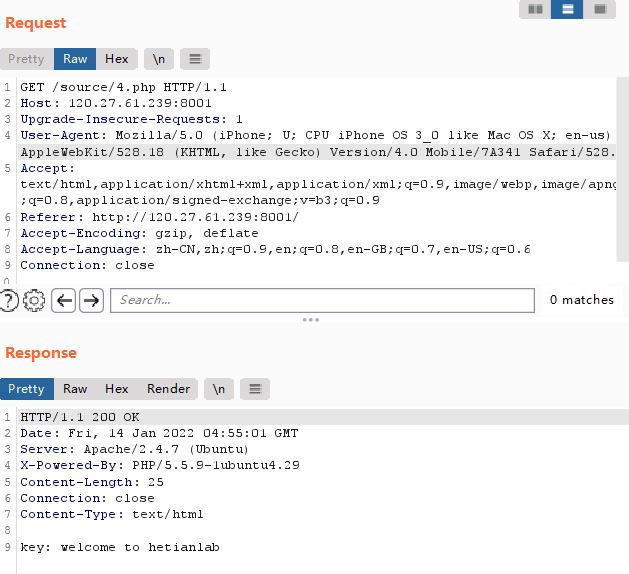 Request
Pretty Raw Hex \n
1 GET /source/4.php HTTP/1.1
2 Host: 120.27.61.239:8001
3 Upgrade-Insecure-Requests: 1
4 User-Agent: Mozilla/5.0 (iPhone; U; CPU iPhone OS 3_0 like Mac OS X; en-us)
AppleWebKit/528.18 (KHTML, like Gecko) Version/4.0 Mobile/7A341 Safari/528.
5 Accept:
text/html,application/xhtml+xml,application/xml;q=0.9,image/webp,image/apng
;q=0.8,application/signed-exchange;v=b3;q=0.9
6 Referer: http://120.27.61.239:8001/
7 Accept-Encoding: gzip, deflate
8 Accept-Language: zh-CN,zh;q=0.9,en;q=0.8,en-GB;q=0.7,en-US;q=0.6
9 Connection: close
? Search... 0 matches
Response
Pretty Raw Hex Render \n
1 HTTP/1.1 200 OK
2 Date: Fri, 14 Jan 2022 04:55:01 GMT
3 Server: Apache/2.4.7 (Ubuntu)
4 X-Powered-By: PHP/5.5.9-1ubuntu4.29
5 Content-Length: 25
6 Connection: close
7 Content-Type: text/html
8
9 key: welcome to hetianlab